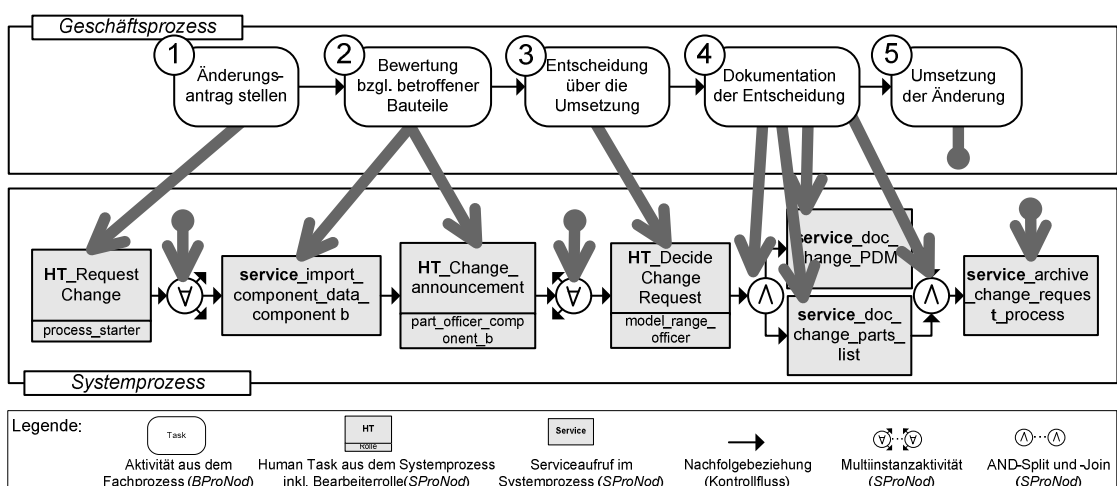 Geschäftsprozess
1
Änderungs-
antrag stellen
2
Bewertung
bzgl. betroffener
Bauteile
3
Entscheidung
über die
Umsetzung
4
Dokumentation
der Entscheidung
5
Umsetzung
der Änderung
HT_Request
Change
process_starter
∀
service_import_
component_data_
component b
HT_Change_
announcement
part_officer_comp
onent_b
∀
HT_Decide
Change
Request
model_range_
officer
Λ
service_doc_
change_PDM
service_doc_
change_parts_
list
Λ
service_archive
_change_reques
t_process
Systemprozess
Legende:
Task
Aktivität aus dem
Fachprozess (BProNod)
HT
Rolle
Human Task aus dem Systemprozess
inkl. Bearbeiterrolle(SProNod)
Service
Serviceaufruf im
Systemprozess (SProNod)
Nachfolgebeziehung
(Kontrollfluss)
∀ ... ∀
Multiinstanzaktivität
(SProNod)
Λ ... Λ
AND-Split und -Join
(SProNod)